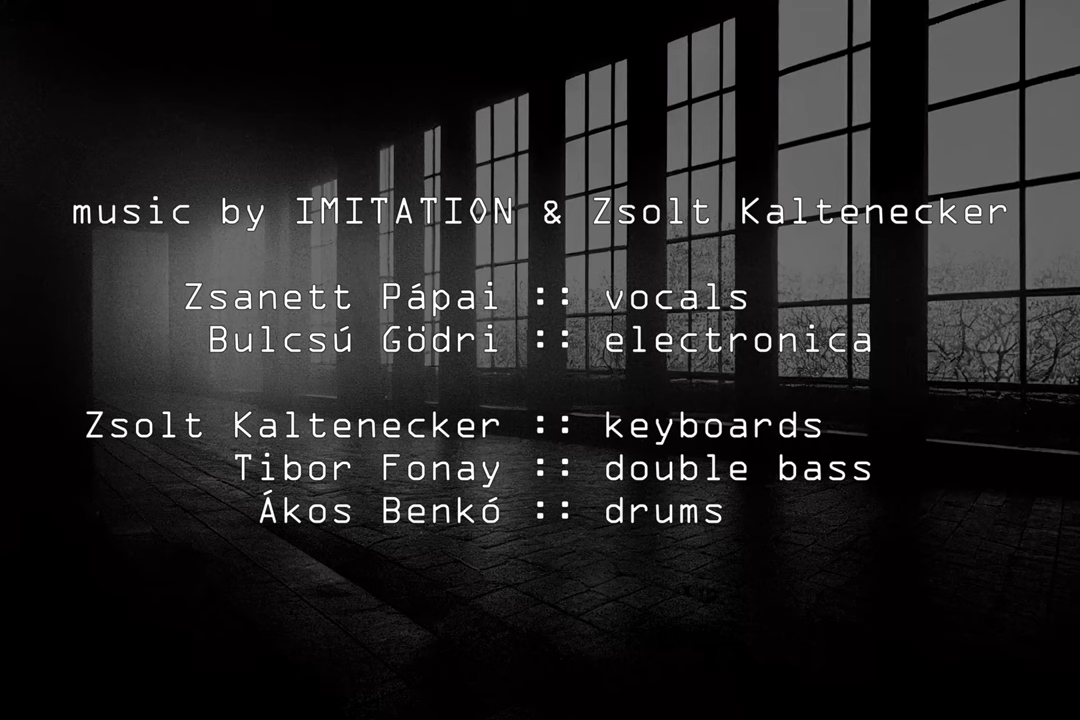 music by IMITATION & Zsolt Kaltenecker
Zsanett Pápai :: vocals
Bulcsú Gödri :: electronica
Zsolt Kaltenecker :: keyboards
Tibor Fonay :: double bass
Ákos Benkó :: drums